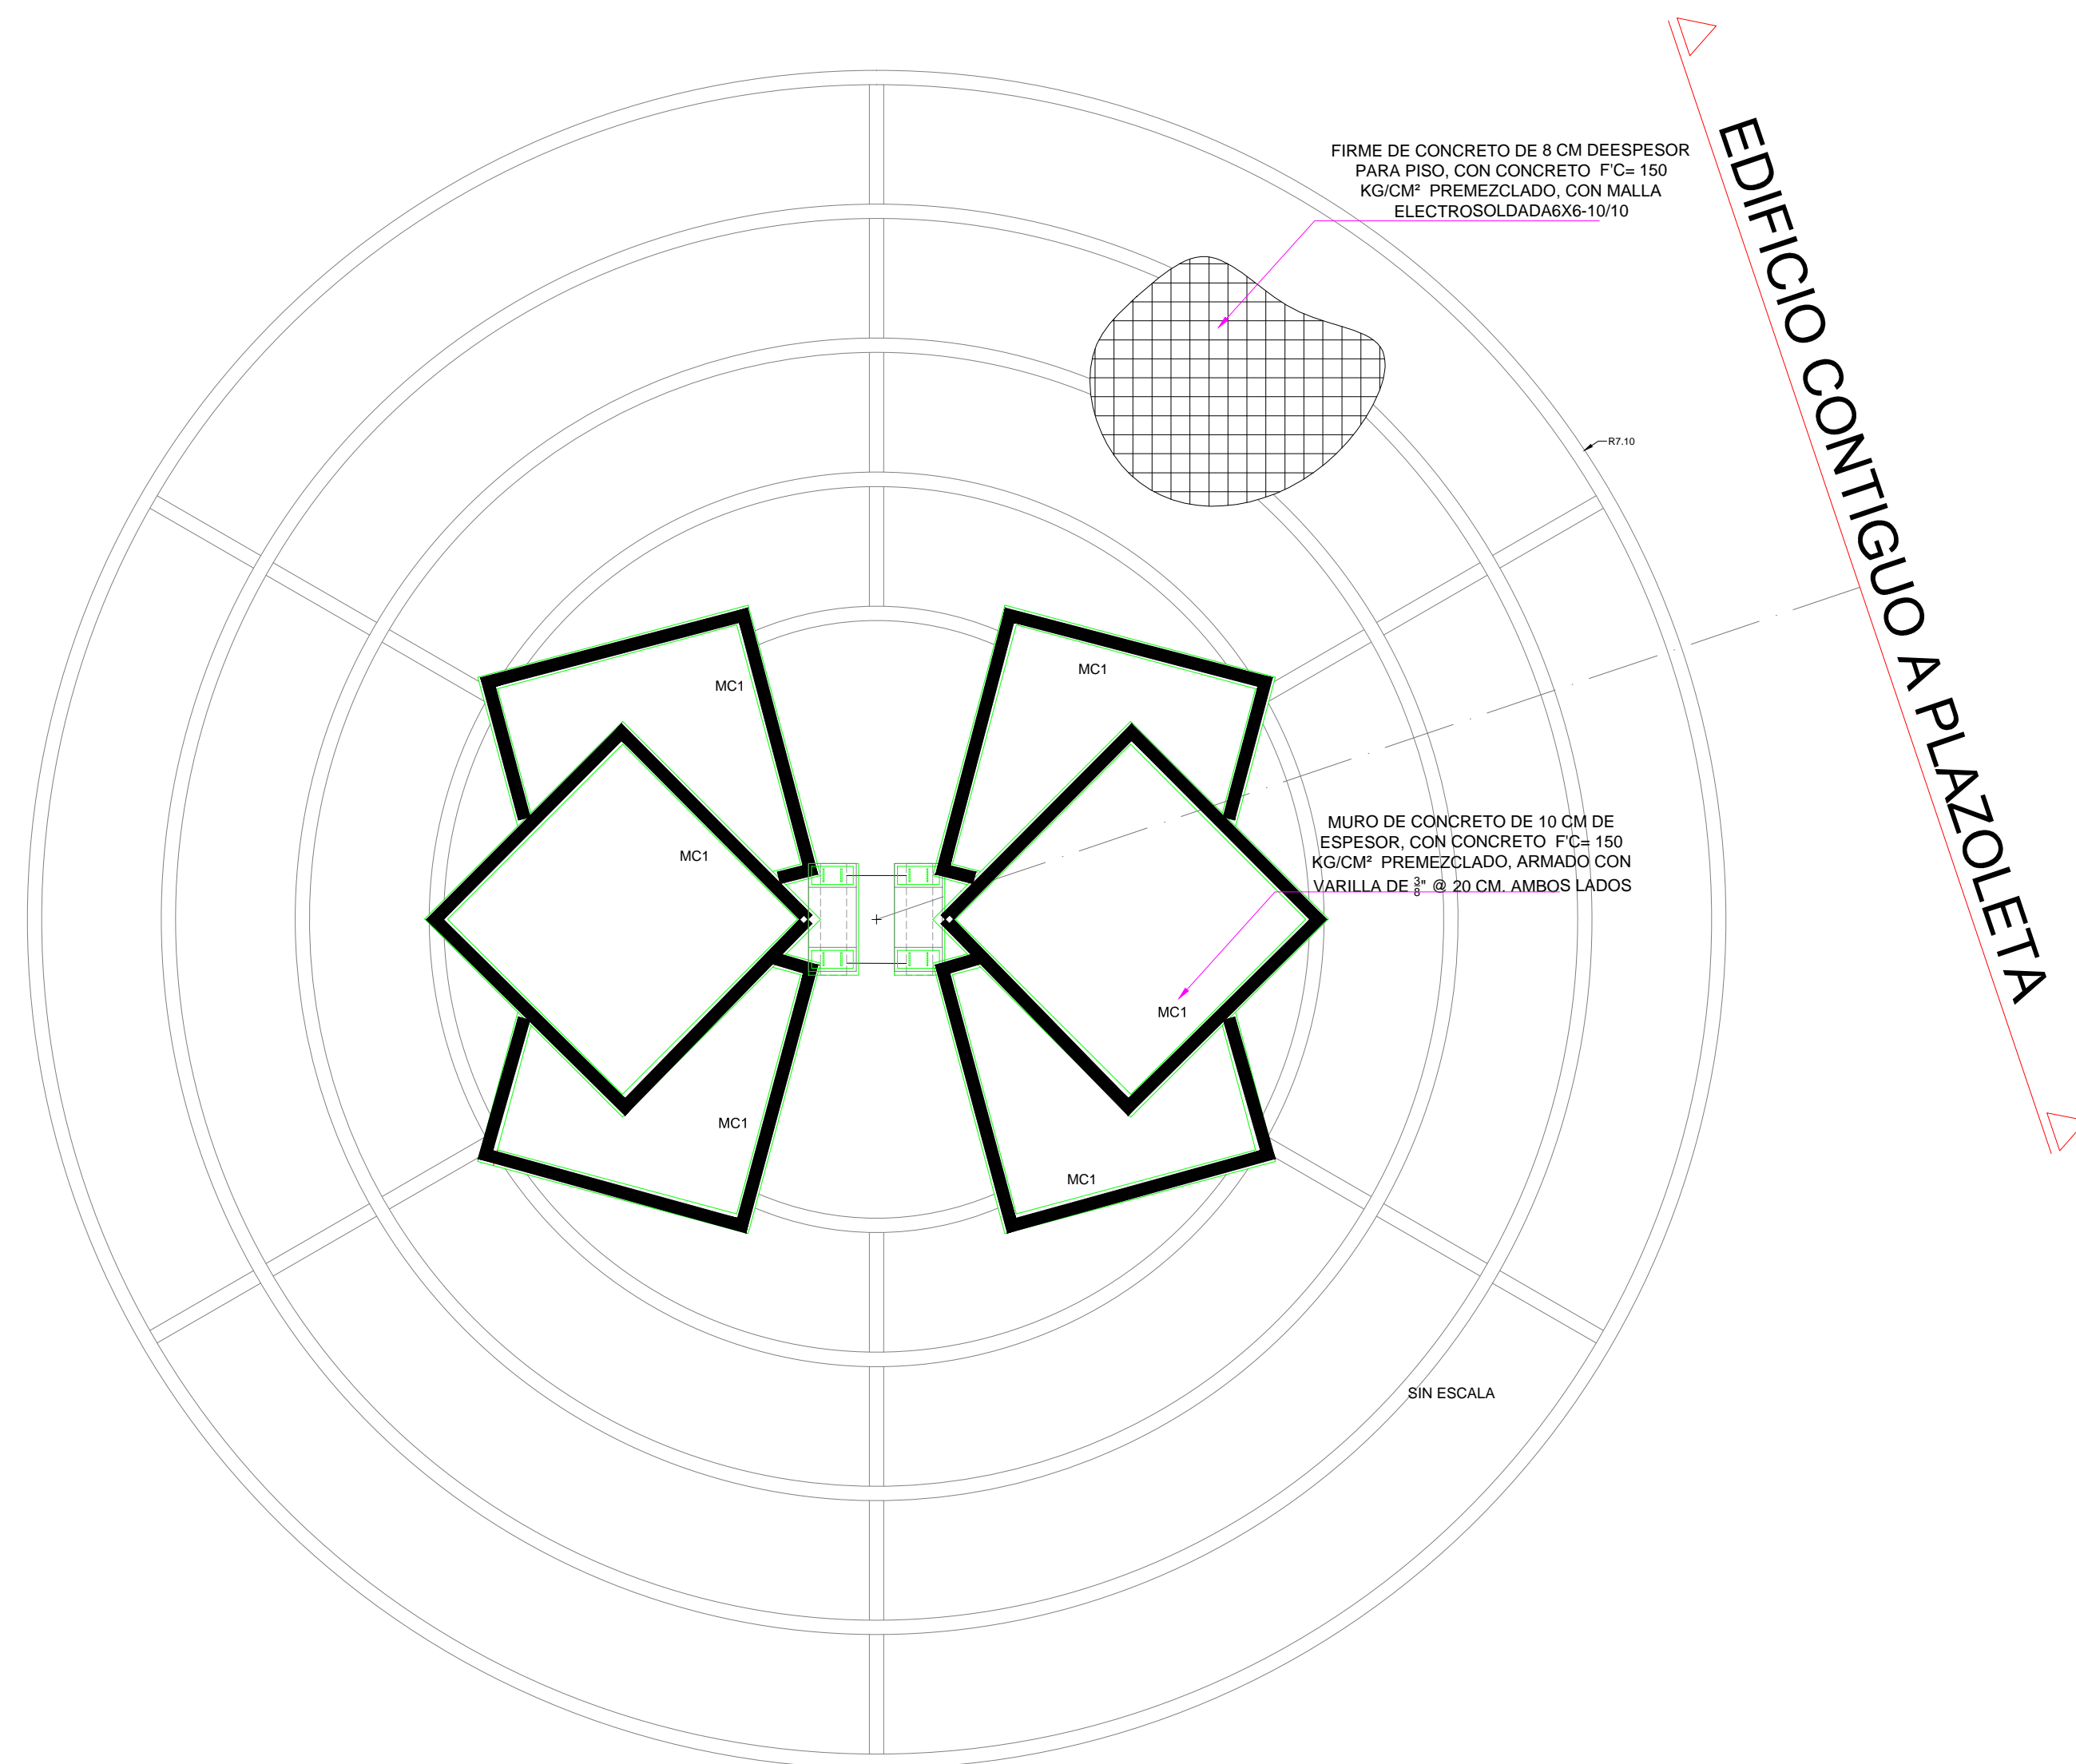 FIRME DE CONCRETO DE 8 CM DEESPESOR
PARA PISO, CON CONCRETO F'C= 150
KG/CM² PREMEZCLADO, CON MALLA
ELECTROSOLDADA6X6-10/10
EDIFICIO CONTIGUO A PLAZOLETA
R7.10
MC1
MC1
MURO DE CONCRETO DE 10 CM DE
ESPESOR, CON CONCRETO F'C= 150
KG/CM² PREMEZCLADO, ARMADO CON
VARILLA DE 3/8" @ 20 CM. AMBOS LADOS
MC1
MC1
MC1
MC1
SIN ESCALA